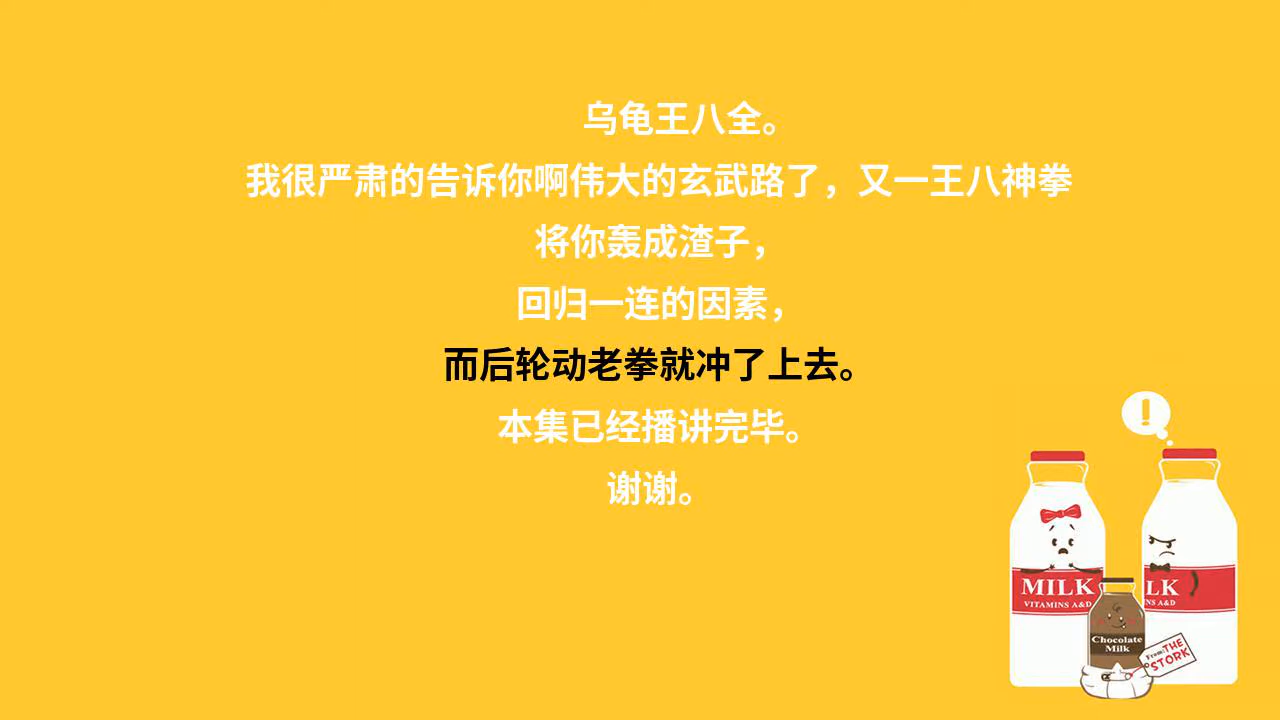 乌龟王八全。
我很严肃的告诉你啊伟大的玄武路了，又一王八神拳
将你轰成渣子，
回归一连的因素，
而后轮动老拳就冲了上去。
本集已经播讲完毕。
谢谢。
!
MILK
VITAMINS A&D
LK
NS A&D
Chocolate
Milk
From: THE
STORK